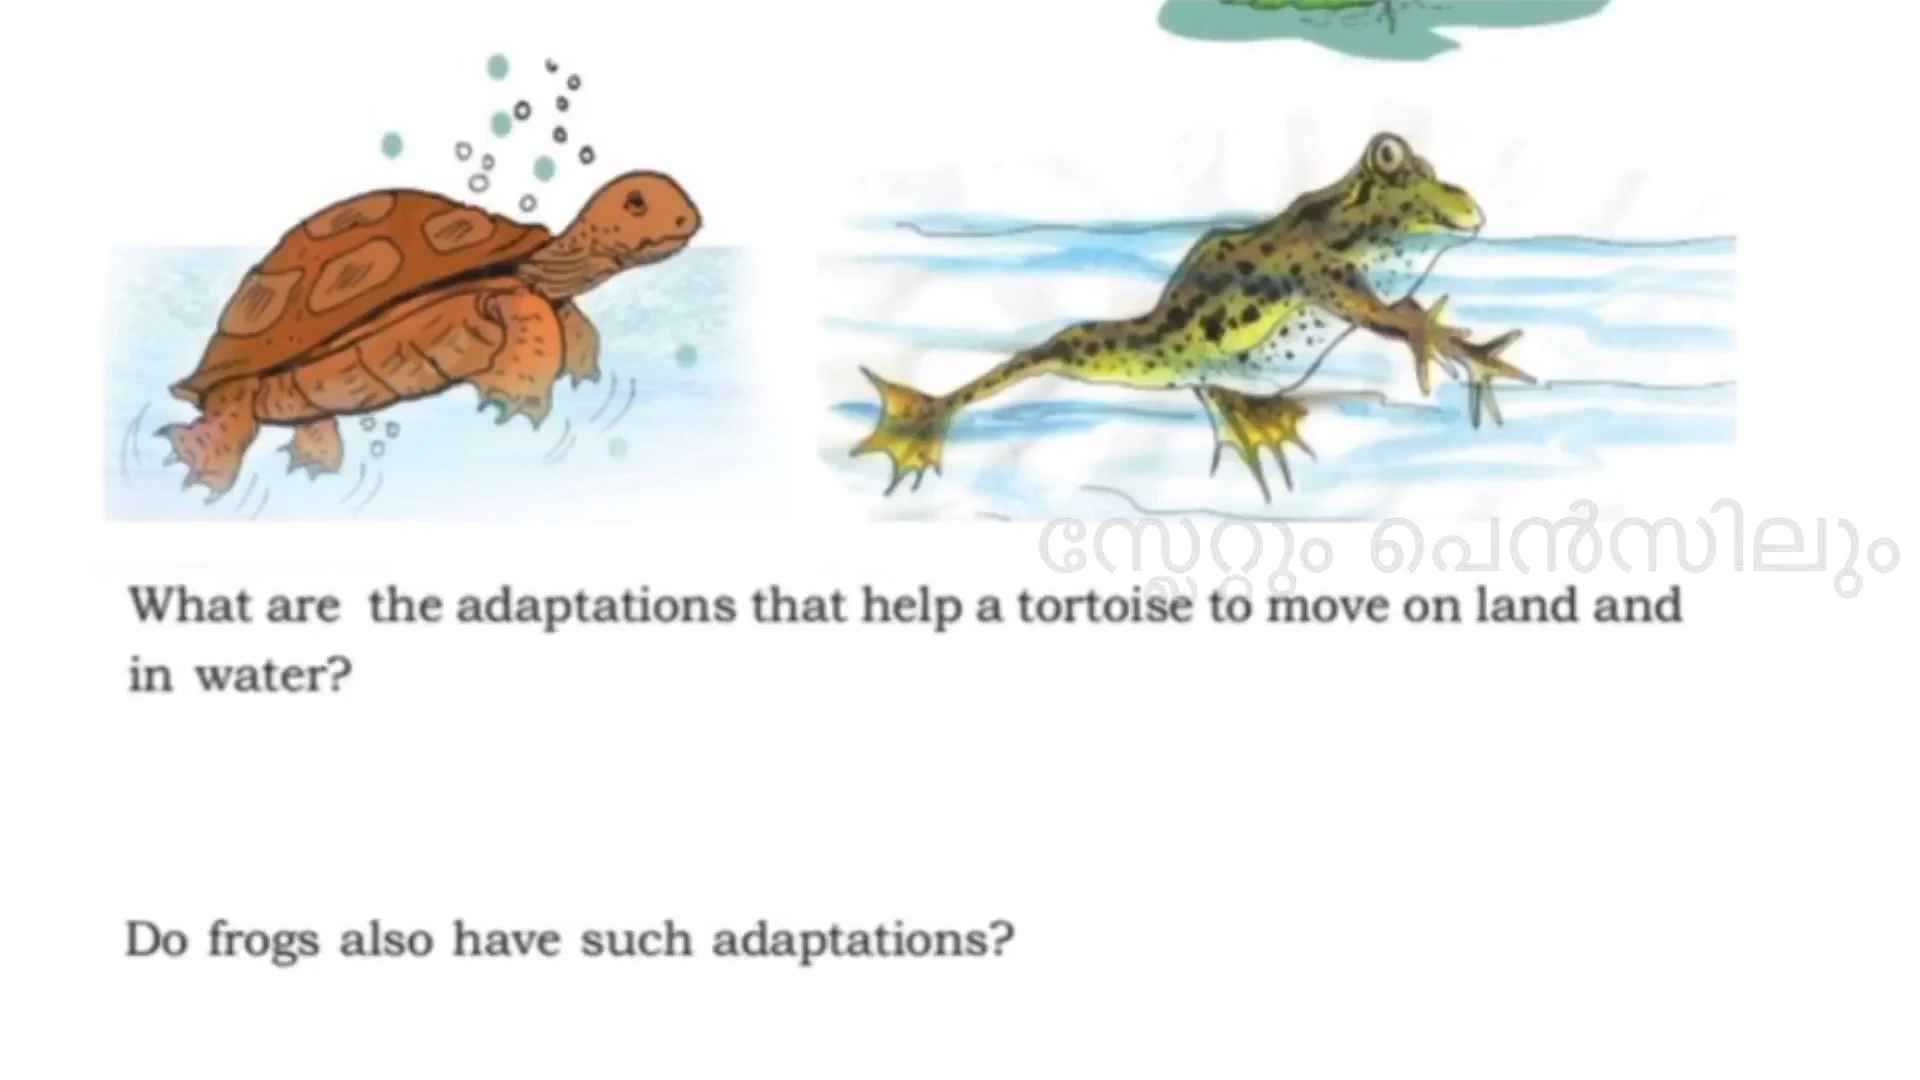 സ്ലേറ്റും പെൻസിലും
What are the adaptations that help a tortoise to move on land and
in water?
Do frogs also have such adaptations?